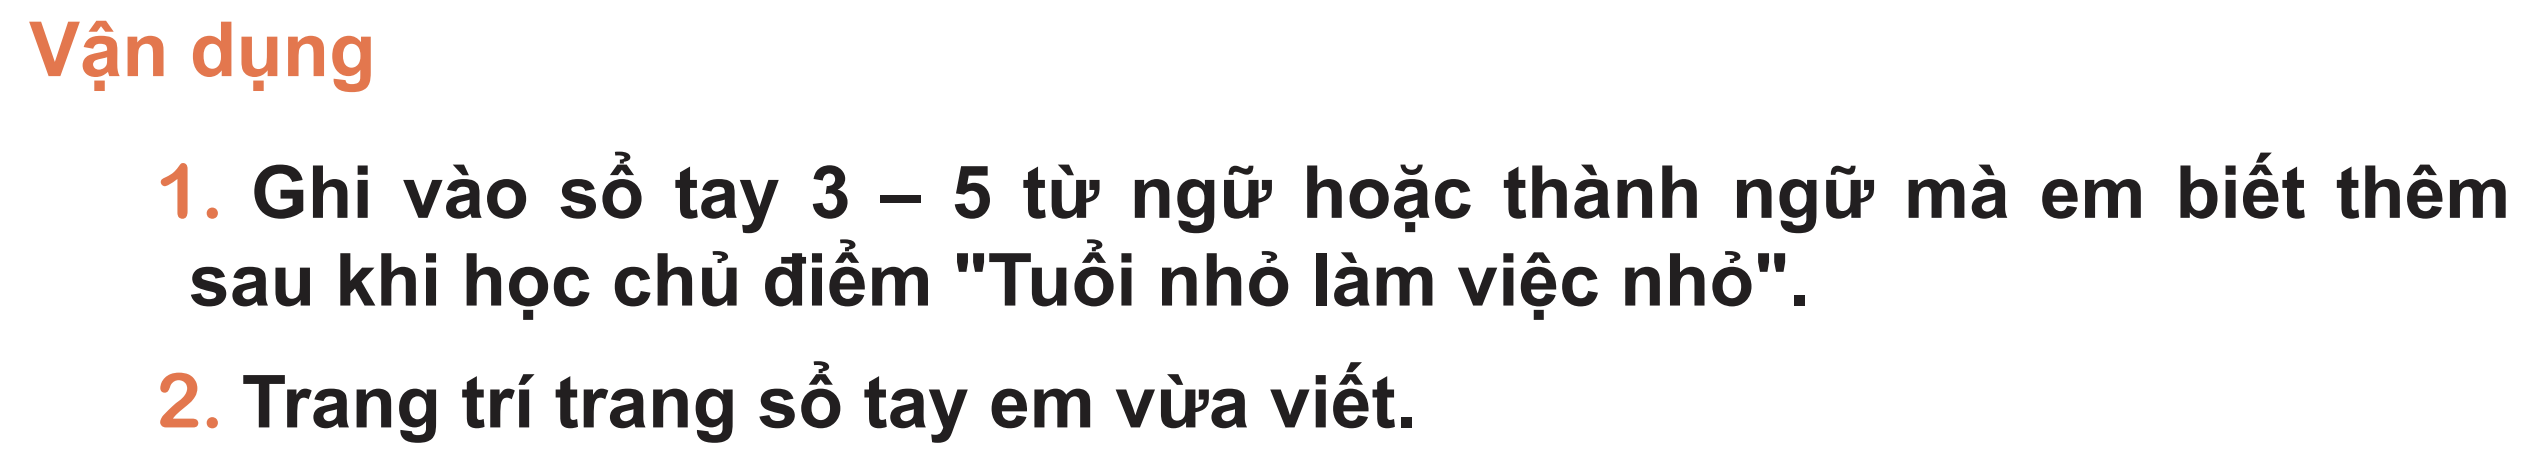 Vận dụng
1. Ghi vào sổ tay 3 – 5 từ ngữ hoặc thành ngữ mà em biết thêm
sau khi học chủ điểm "Tuổi nhỏ làm việc nhỏ".
2. Trang trí trang sổ tay em vừa viết.